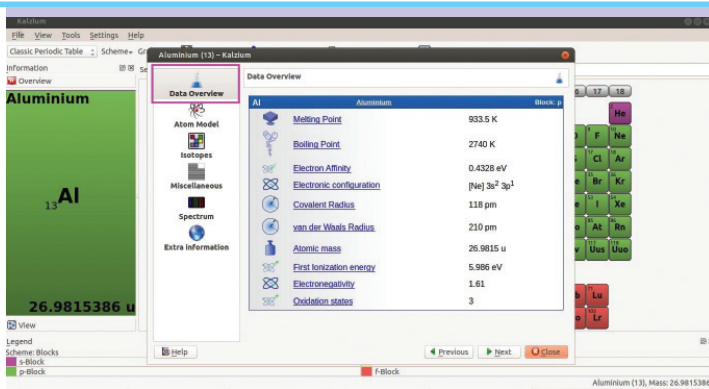 Kalzium
File View Tools Settings Help
Classic Periodic Table Scheme
Information
Overview
Aluminium
13Al
26.9815386 u
View
Legend
Scheme: Blocks
s-Block
p-Block
f-Block
Aluminium (13) – Kalzium
Data Overview
Atom Model
Isotopes
Miscellaneous
Spectrum
Extra Information
Data Overview
Al Aluminium Block: p
Melting Point 933.5 K
Boiling Point 2740 K
Electron Affinity 0.4328 eV
Electronic configuration [Ne] 3s² 3p¹
Covalent Radius 118 pm
van der Waals Radius 210 pm
Atomic mass 26.9815 u
First Ionization energy 5.986 eV
Electronegativity 1.61
Oxidation states 3
Help Previous Next Close
17 18
He
F Ne
Cl Ar
Br Kr
I Xe
At Rn
Uus Uuo
Lu
Lr
Aluminium (13), Mass: 26.981538